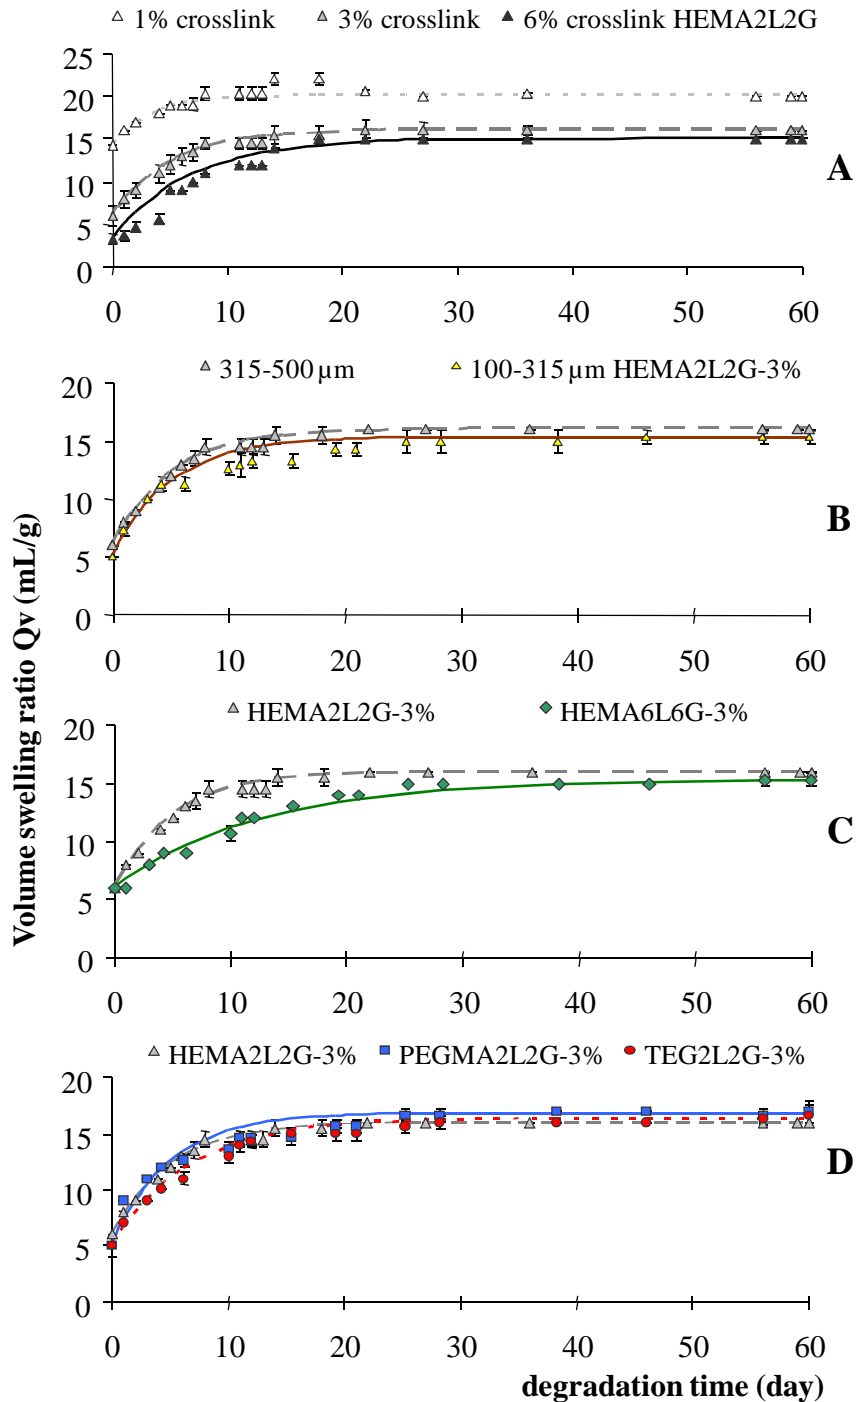 1% crosslink 3% crosslink 6% crosslink HEMA2L2G
25
20
15
10
5
0
0 10 20 30 40 50 60
A
315-500 µm 100-315 µm HEMA2L2G-3%
20
15
10
5
0
0 10 20 30 40 50 60
B
Volume swelling ratio Qv (mL/g)
HEMA2L2G-3% HEMA6L6G-3%
20
15
10
5
0
0 10 20 30 40 50 60
C
HEMA2L2G-3% PEGMA2L2G-3% TEG2L2G-3%
20
15
10
5
0
0 10 20 30 40 50 60
D
degradation time (day)